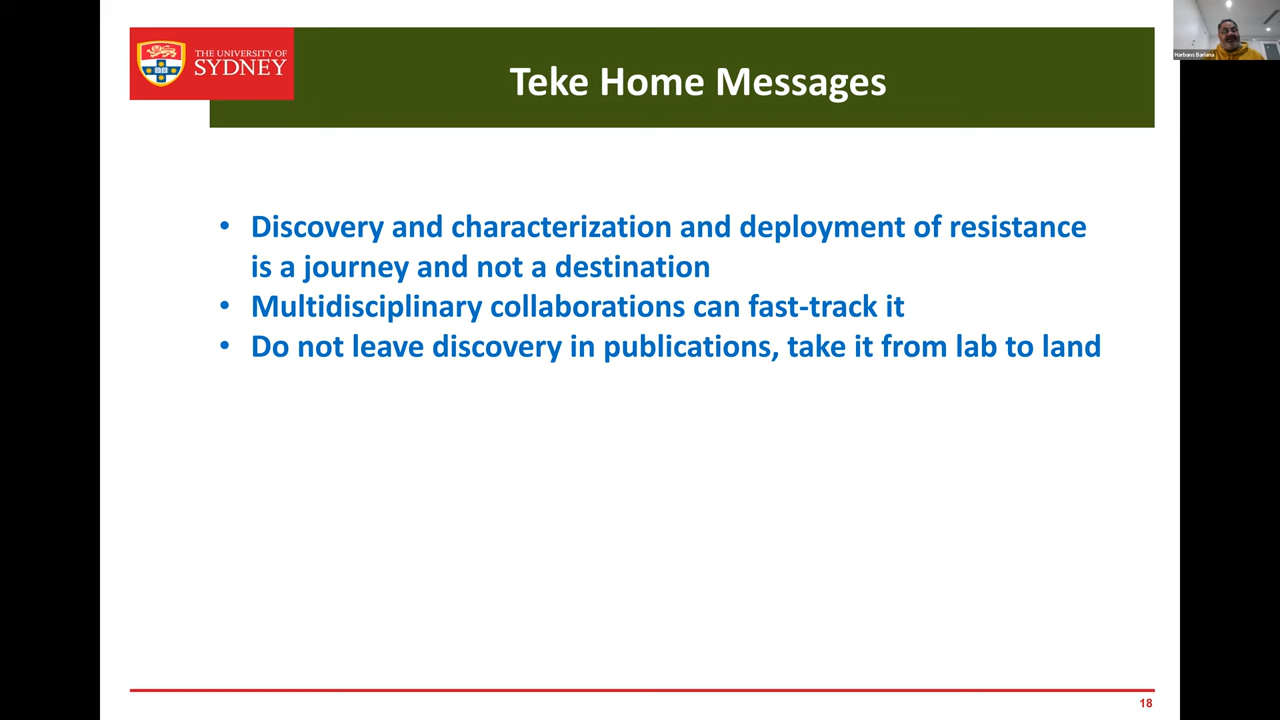 THE UNIVERSITY OF
SYDNEY
Teke Home Messages
Harbans Bariana
• Discovery and characterization and deployment of resistance
is a journey and not a destination
• Multidisciplinary collaborations can fast-track it
• Do not leave discovery in publications, take it from lab to land
18